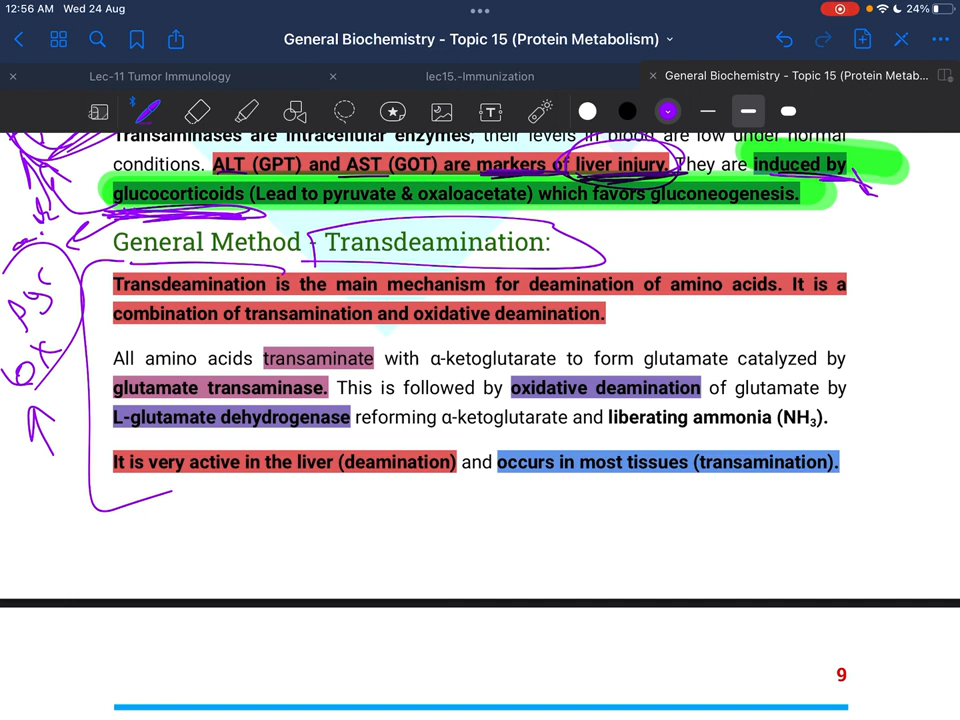 12:56 AM Wed 24 Aug
24%
General Biochemistry - Topic 15 (Protein Metabolism)
Lec-11 Tumor Immunology
lec15.-Immunization
General Biochemistry - Topic 15 (Protein Metab...
Transaminases are intracellular enzymes, their levels in blood are low under normal
conditions. ALT (GPT) and AST (GOT) are markers of liver injury. They are induced by
glucocorticoids (Lead to pyruvate & oxaloacetate) which favors gluconeogenesis.
General Method - Transdeamination:
Transdeamination is the main mechanism for deamination of amino acids. It is a
combination of transamination and oxidative deamination.
All amino acids transaminate with α-ketoglutarate to form glutamate catalyzed by
glutamate transaminase. This is followed by oxidative deamination of glutamate by
L-glutamate dehydrogenase reforming α-ketoglutarate and liberating ammonia (NH₃).
It is very active in the liver (deamination) and occurs in most tissues (transamination).
pyr
ox
9